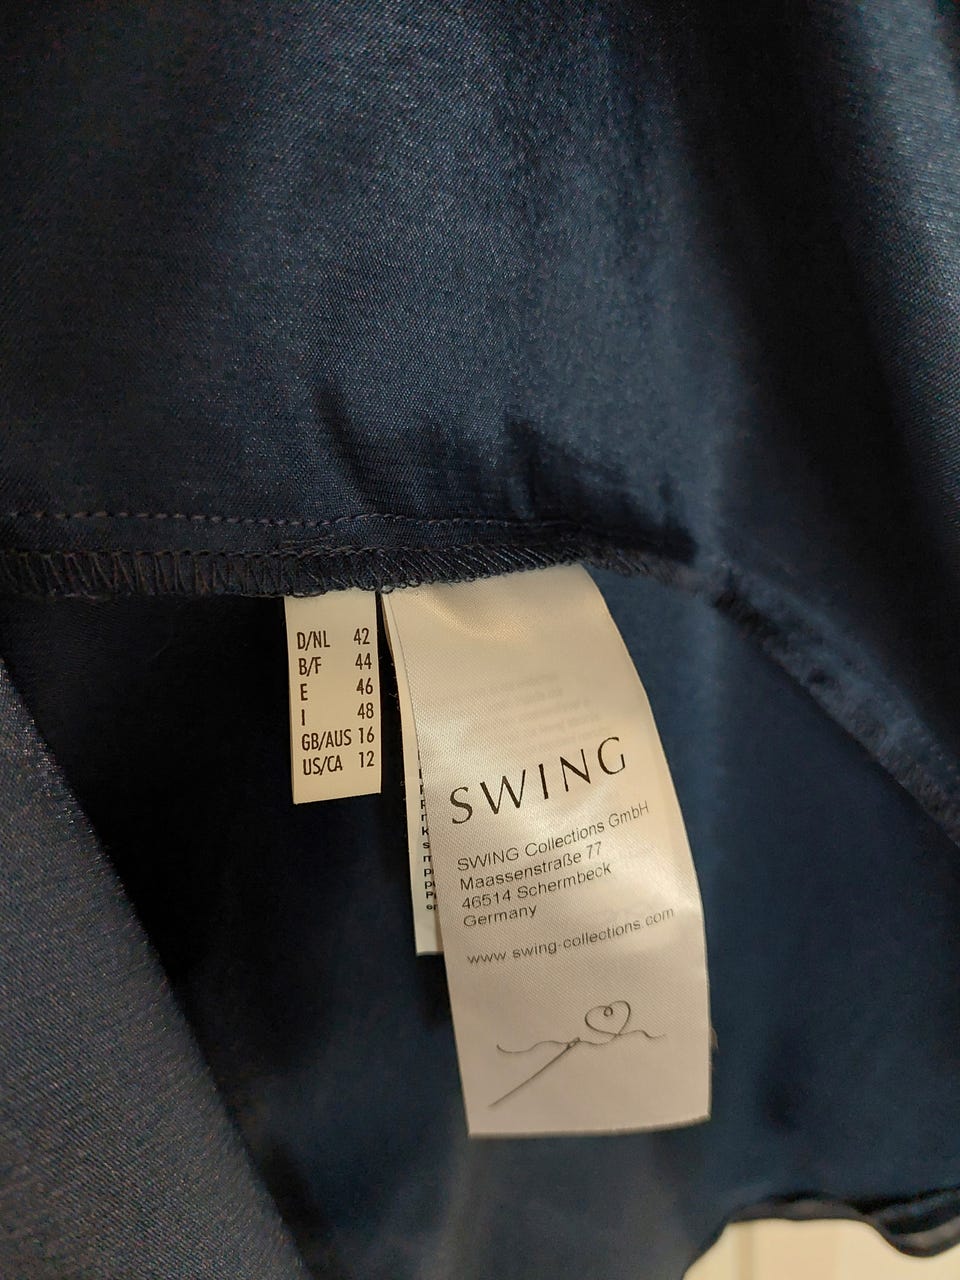 D/NL 42
B/F 44
E 46
I 48
GB/AUS 16
US/CA 12
SWING
SWING Collections GmbH
Maassenstraße 77
46514 Schermbeck
Germany
www.swing-collections.com